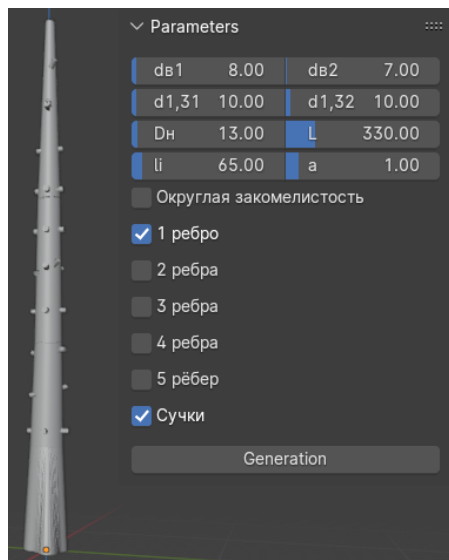 Parameters
dв1 8.00 dв2 7.00
d1,31 10.00 d1,32 10.00
Dн 13.00 L 330.00
li 65.00 a 1.00
Округлая закомелистость
1 ребро
2 ребра
3 ребра
4 ребра
5 рёбер
Сучки
Generation